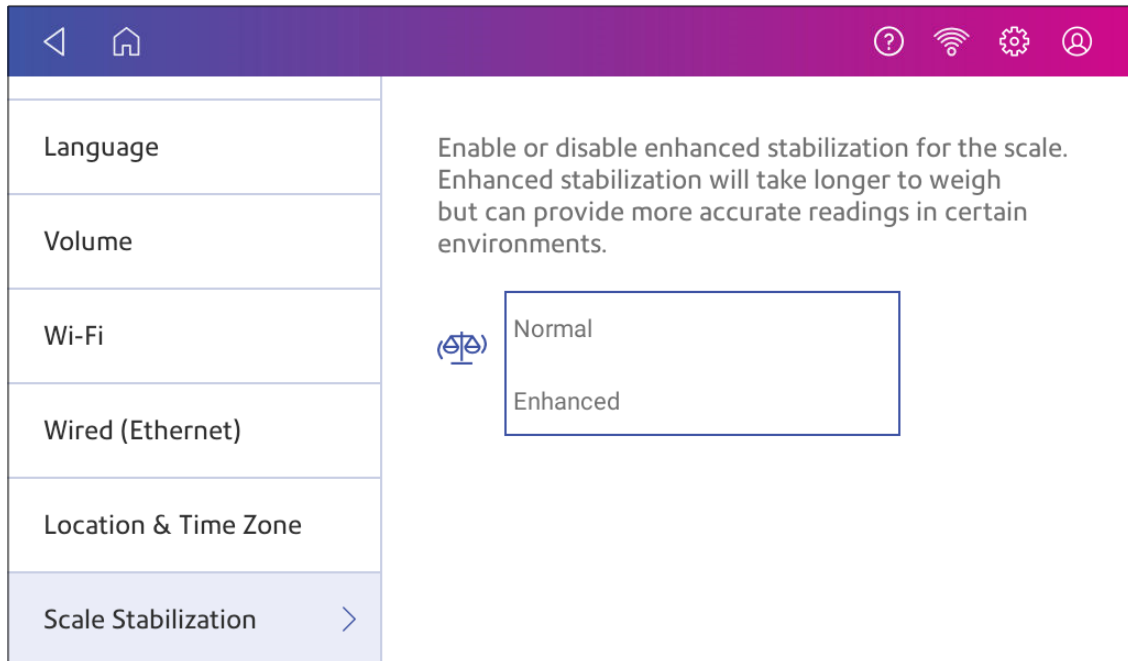 Language
Volume
Wi-Fi
Wired (Ethernet)
Location & Time Zone
Scale Stabilization
Enable or disable enhanced stabilization for the scale.
Enhanced stabilization will take longer to weigh
but can provide more accurate readings in certain
environments.
Normal
Enhanced